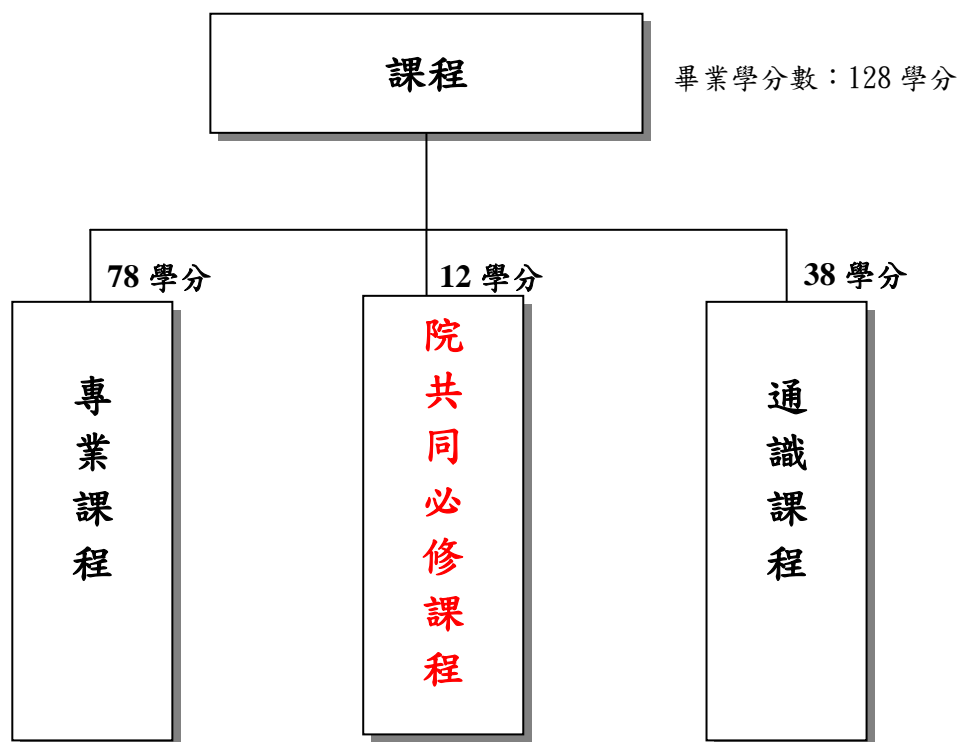 課程
畢業學分數：128 學分
78 學分
12 學分
38 學分
專業課程
院共同必修課程
通識課程